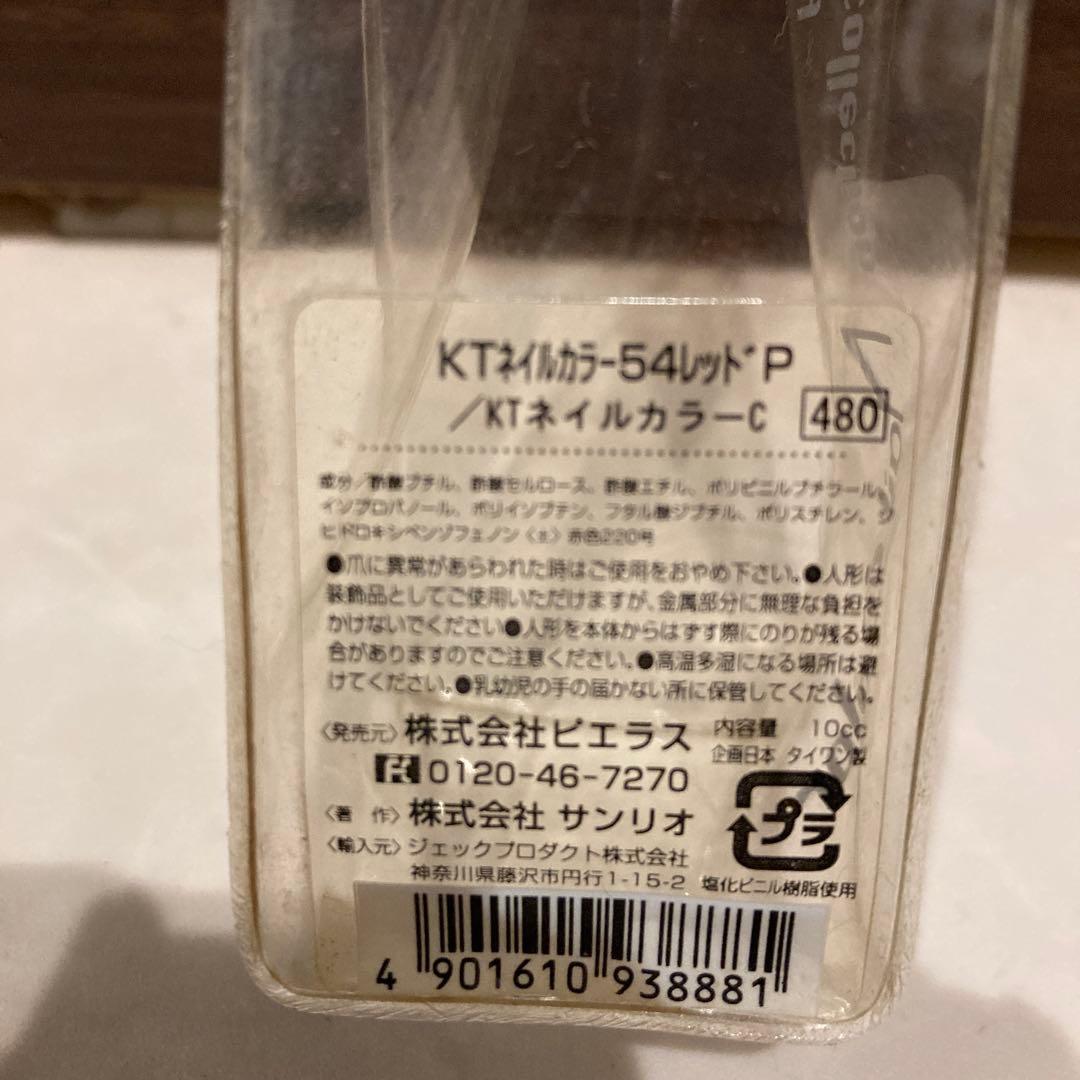 collection
KTネイルカラー54レッドP
/KTネイルカラーC 480
成分/酢酸ブチル、酢酸セルロース、酢酸エチル、ポリビニルブチラール、
イソプロパノール、ポリイソブテン、フタル酸ジブチル、ポリスチレン、ジ
ヒドロキシベンゾフェノン〈±〉赤色220号
●爪に異常があらわれた時はご使用をおやめ下さい。●人形は
装飾品としてご使用いただけますが、金属部分に無理な負担を
かけないでください●人形を本体からはずす際にのりが残る場
合がありますのでご注意ください。●高温多湿になる場所は避
けてください。●乳幼児の手の届かない所に保管してください。
〈発売元〉株式会社ピエラス 内容量 10cc
企画日本 タイワン製
0120-46-7270
〈著 作〉株式会社 サンリオ
プラ
〈輸入元〉ジェックプロダクト株式会社
神奈川県藤沢市円行1-15-2 塩化ビニル樹脂使用
4 901610 938881